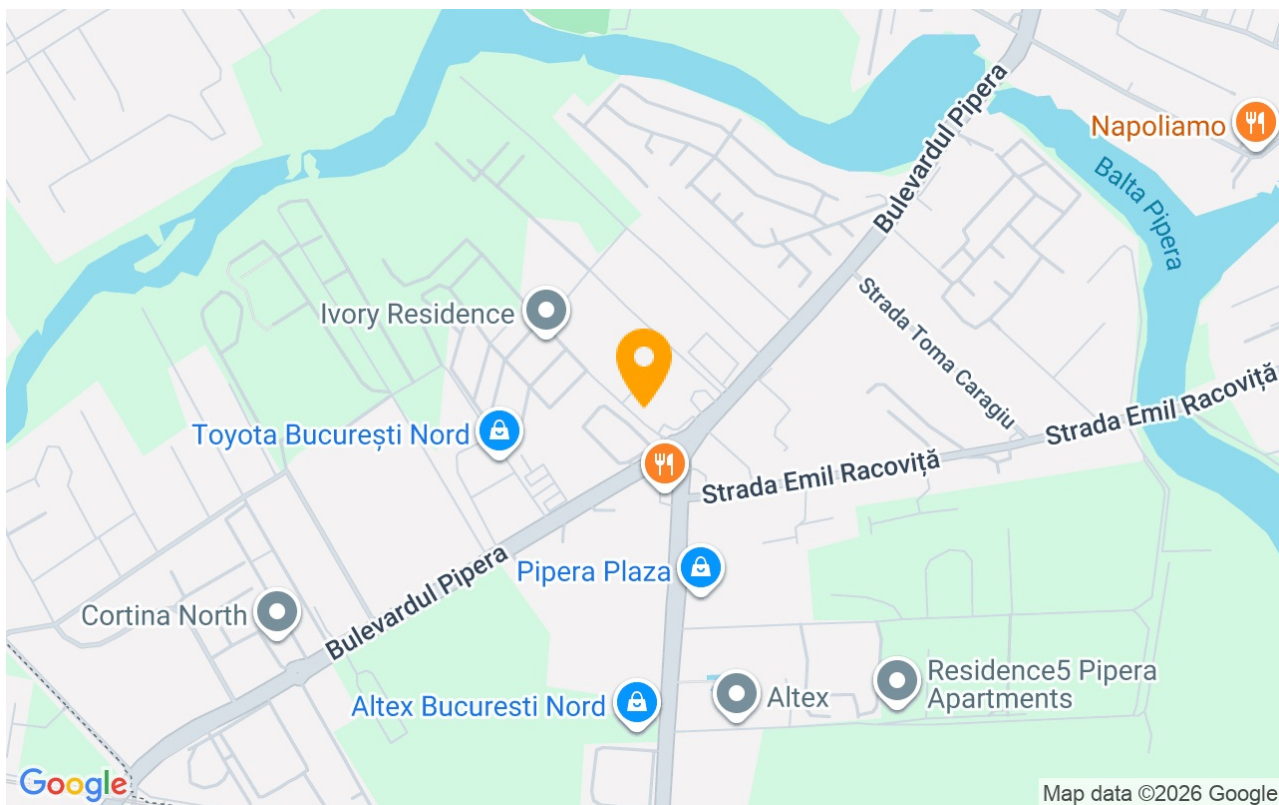 Bulevardul Pipera
Napoliamo
Balta Pipera
Ivory Residence
Strada Toma Caragiu
Toyota București Nord
Strada Emil Racoviță
Strada Emil Racoviță
Pipera Plaza
Bulevardul Pipera
Cortina North
Residence5 Pipera
Apartments
Altex
Altex Bucuresti Nord
Google
Map data ©2026 Google